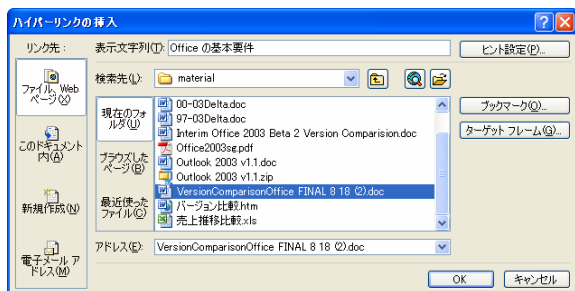 ハイパーリンクの挿入
リンク先:
表示文字列(T): Office の基本要件
ヒント設定(P)...
ファイル、Web
ページ(X)
検索先(L): material
現在のフォ
ルダ(U)
00-03Delta.doc
97-03Delta.doc
Interim Office 2003 Beta 2 Version Comparision.doc
Office2003sg.pdf
Outlook 2003 v1.1.doc
Outlook 2003 v1.1.zip
VersionComparisonOffice FINAL 8 18 (2).doc
バージョン比較.htm
売上推移比較.xls
ブックマーク(O)...
ターゲット フレーム(G)...
このドキュメント
内(A)
ブラウズした
ページ(B)
新規作成(N)
最近使った
ファイル(C)
アドレス(E): VersionComparisonOffice FINAL 8 18 (2).doc
電子メール ア
ドレス(M)
OK
キャンセル